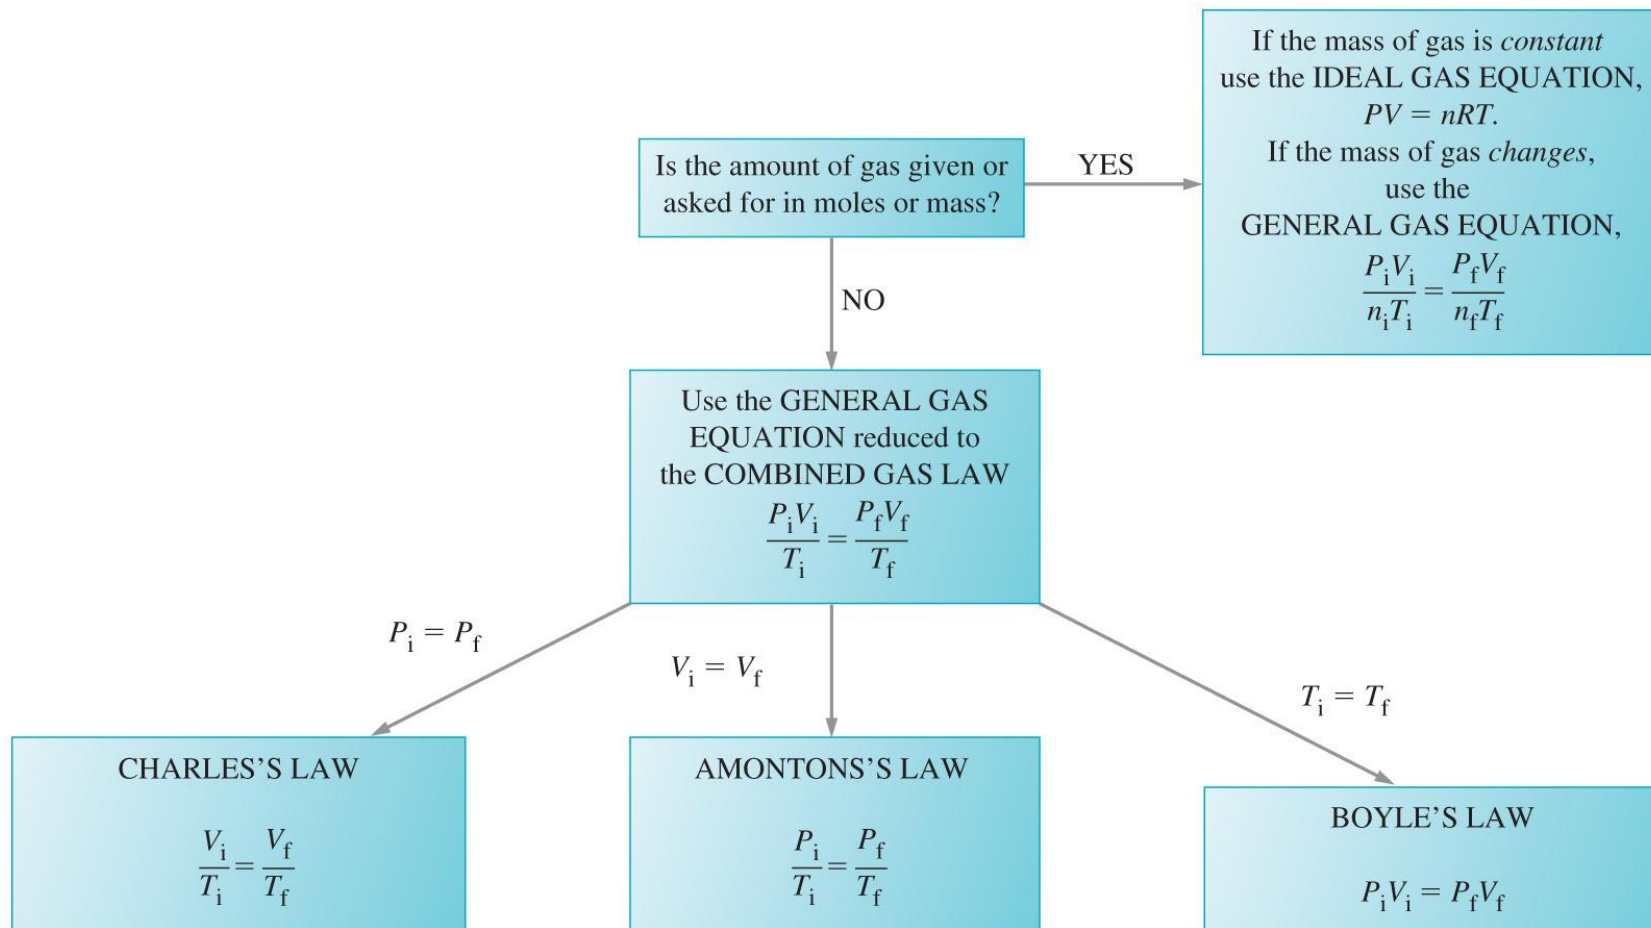 If the mass of gas is constant
use the IDEAL GAS EQUATION,
PV = nRT.
If the mass of gas changes,
use the
GENERAL GAS EQUATION,
PᵢVᵢ/nᵢTᵢ = P_fV_f/n_fT_f
Is the amount of gas given or
asked for in moles or mass?
YES
NO
Use the GENERAL GAS
EQUATION reduced to
the COMBINED GAS LAW
PᵢVᵢ/Tᵢ = P_fV_f/T_f
Pᵢ = P_f
Vᵢ = V_f
Tᵢ = T_f
CHARLES'S LAW
Vᵢ/Tᵢ = V_f/T_f
AMONTONS'S LAW
Pᵢ/Tᵢ = P_f/T_f
BOYLE'S LAW
PᵢVᵢ = P_fV_f